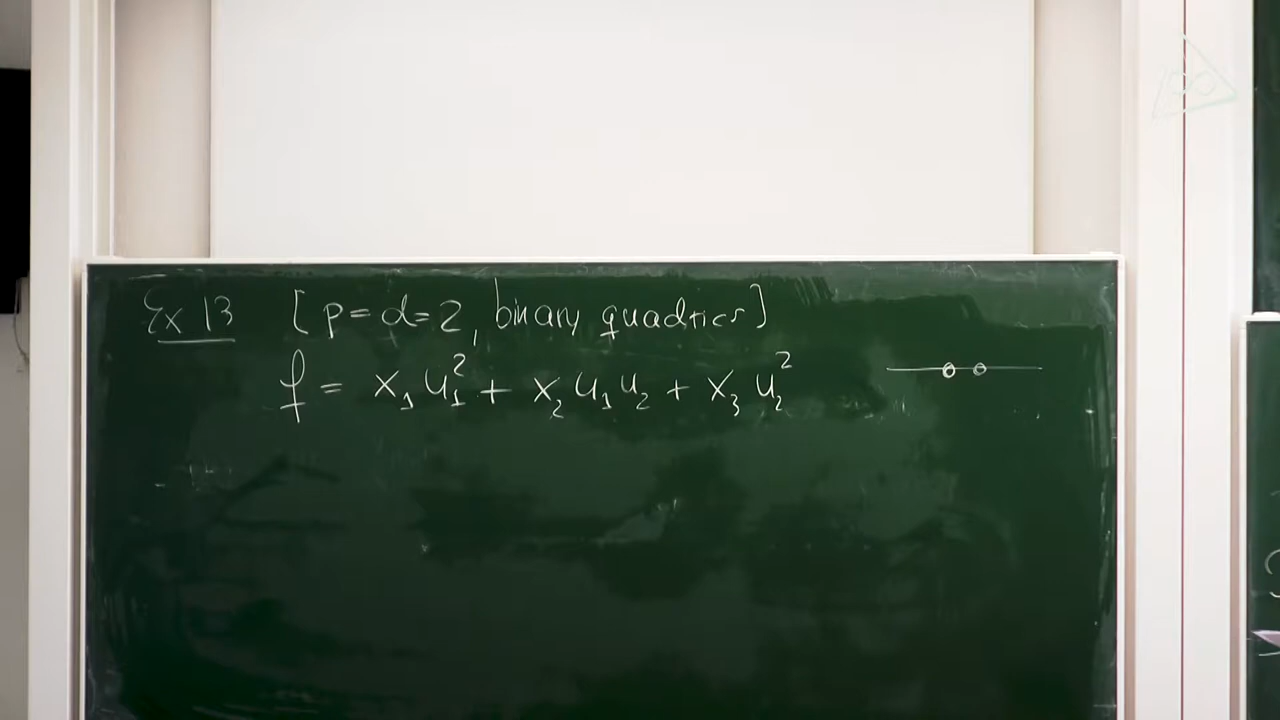 Ex 13 [p=d=2, binary quadrics]
f = x₁u₁² + x₂u₁u₂ + x₃u₂²